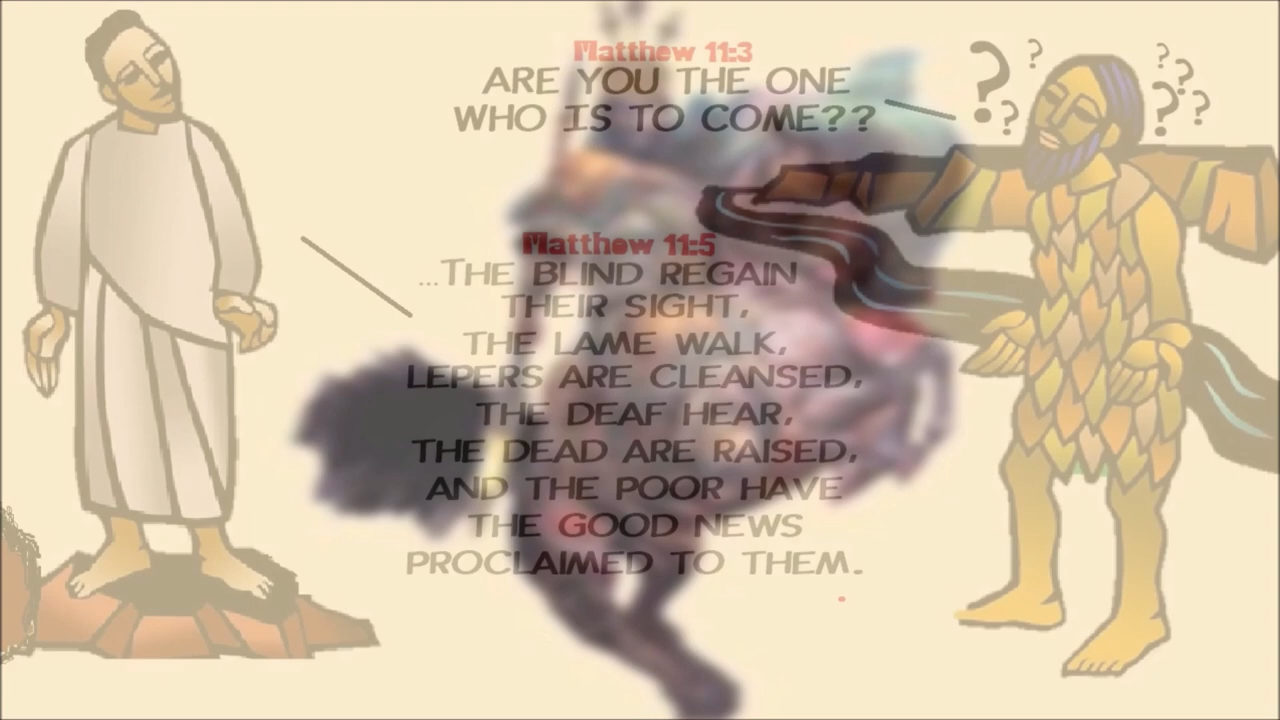 Matthew 11:3
ARE YOU THE ONE
WHO IS TO COME??
? ? ? ? ? ? ?
Matthew 11:5
...THE BLIND REGAIN
THEIR SIGHT,
THE LAME WALK,
LEPERS ARE CLEANSED,
THE DEAF HEAR,
THE DEAD ARE RAISED,
AND THE POOR HAVE
THE GOOD NEWS
PROCLAIMED TO THEM.